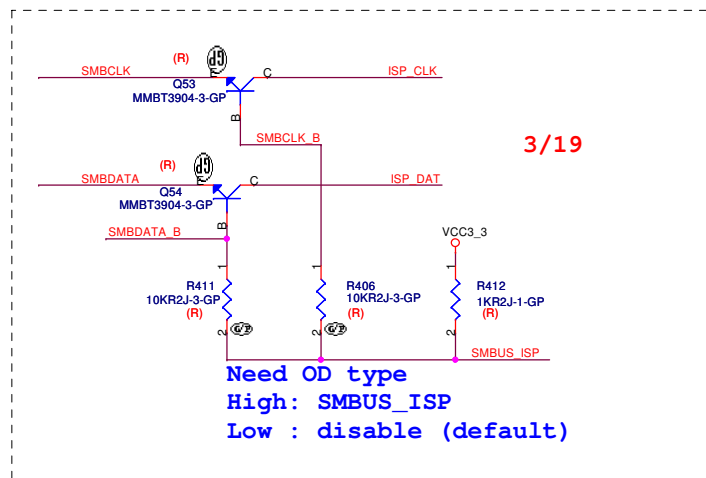 (R)
SMBCLK
E
C
ISP_CLK
Q53
MMBT3904-3-GP
B
SMBCLK_B
3/19
(R)
SMBDATA
E
C
ISP_DAT
Q54
MMBT3904-3-GP
B
SMBDATA_B
VCC3_3
1
1
1
R411
10KR2J-3-GP
(R)
R406
10KR2J-3-GP
(R)
R412
1KR2J-1-GP
(R)
2
G/P
2
G/P
2
SMBUS_ISP
Need OD type
High: SMBUS_ISP
Low : disable (default)